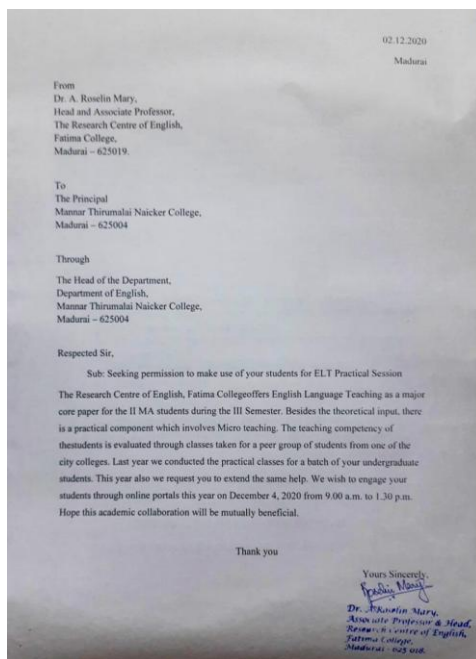 02.12.2020
Madurai
From
Dr. A. Roselin Mary,
Head and Associate Professor,
The Research Centre of English,
Fatima College,
Madurai – 625019.
To
The Principal
Mannar Thirumalai Naicker College,
Madurai – 625004
Through
The Head of the Department,
Department of English,
Mannar Thirumalai Naicker College,
Madurai – 625004
Respected Sir,
Sub: Seeking permission to make use of your students for ELT Practical Session
The Research Centre of English, Fatima Collegeoffers English Language Teaching as a major
core paper for the II MA students during the III Semester. Besides the theoretical input, there
is a practical component which involves Micro teaching. The teaching competency of
thestudents is evaluated through classes taken for a peer group of students from one of the
city colleges. Last year we conducted the practical classes for a batch of your undergraduate
students. This year also we request you to extend the same help. We wish to engage your
students through online portals this year on December 4, 2020 from 9.00 a.m. to 1.30 p.m.
Hope this academic collaboration will be mutually beneficial.
Thank you
Yours Sincerely,
Roselin Mary
Dr. A.Roselin Mary,
Associate Professor & Head,
Research Centre of English,
Fatima College,
Madurai - 625 018.